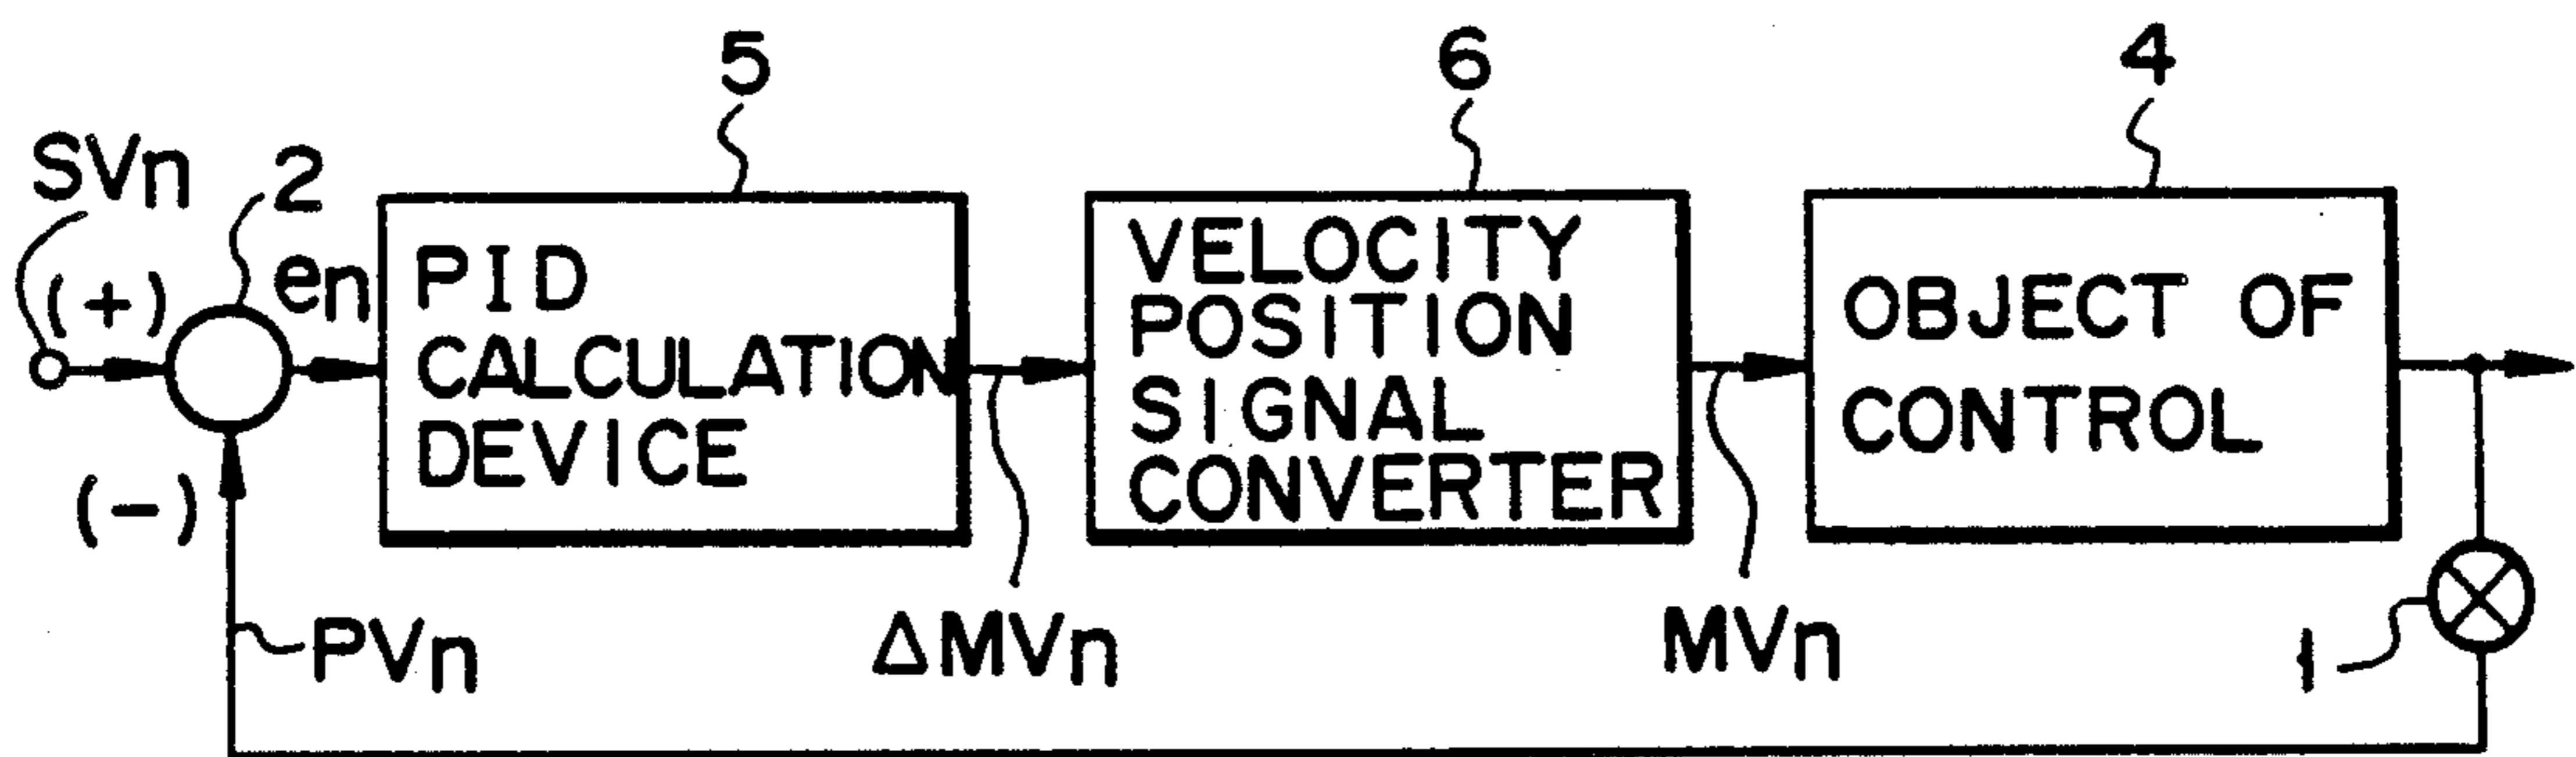 5
6
4
SVn
2
(+)
en
PID
CALCULATION
DEVICE
VELOCITY
POSITION
SIGNAL
CONVERTER
OBJECT OF
CONTROL
(-)
PVn
ΔMVn
MVn
1